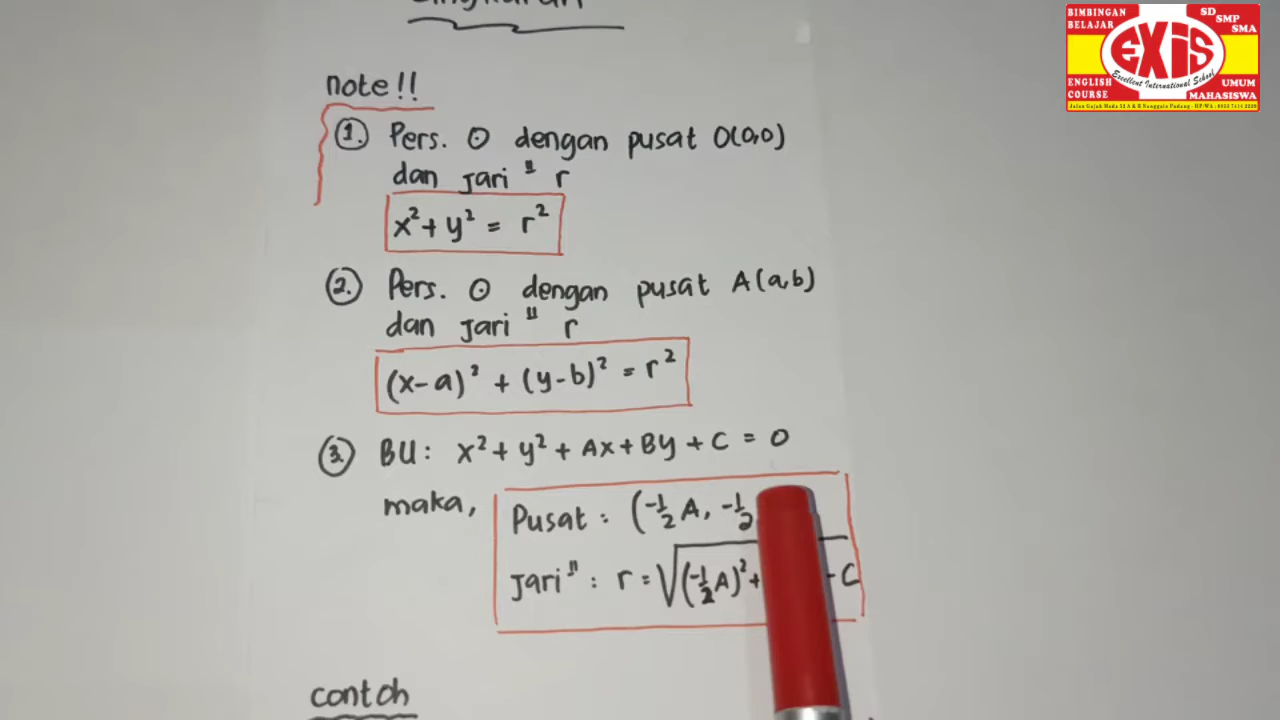 note!!
1. Pers. ⊙ dengan pusat O(0,0)
dan jari " r
x² + y² = r²
2. Pers. ⊙ dengan pusat A(a,b)
dan jari " r
(x-a)² + (y-b)² = r²
3. BU: x² + y² + Ax + By + C = 0
maka,
Pusat : (-1/2 A, -1/2
jari" : r = √(-1/2 A)² + - C
contoh
BIMBINGAN
BELAJAR
SD
SMP
SMA
EXIS
Excellent International School
ENGLISH
COURSE
UMUM
MAHASISWA